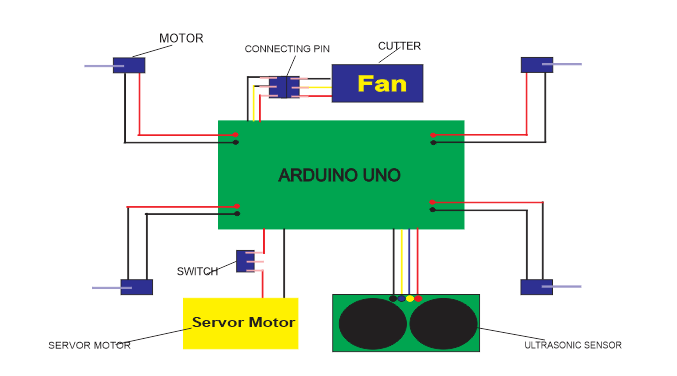 MOTOR
CONNECTING PIN
CUTTER
Fan
ARDUINO UNO
SWITCH
Servor Motor
SERVOR MOTOR
ULTRASONIC SENSOR